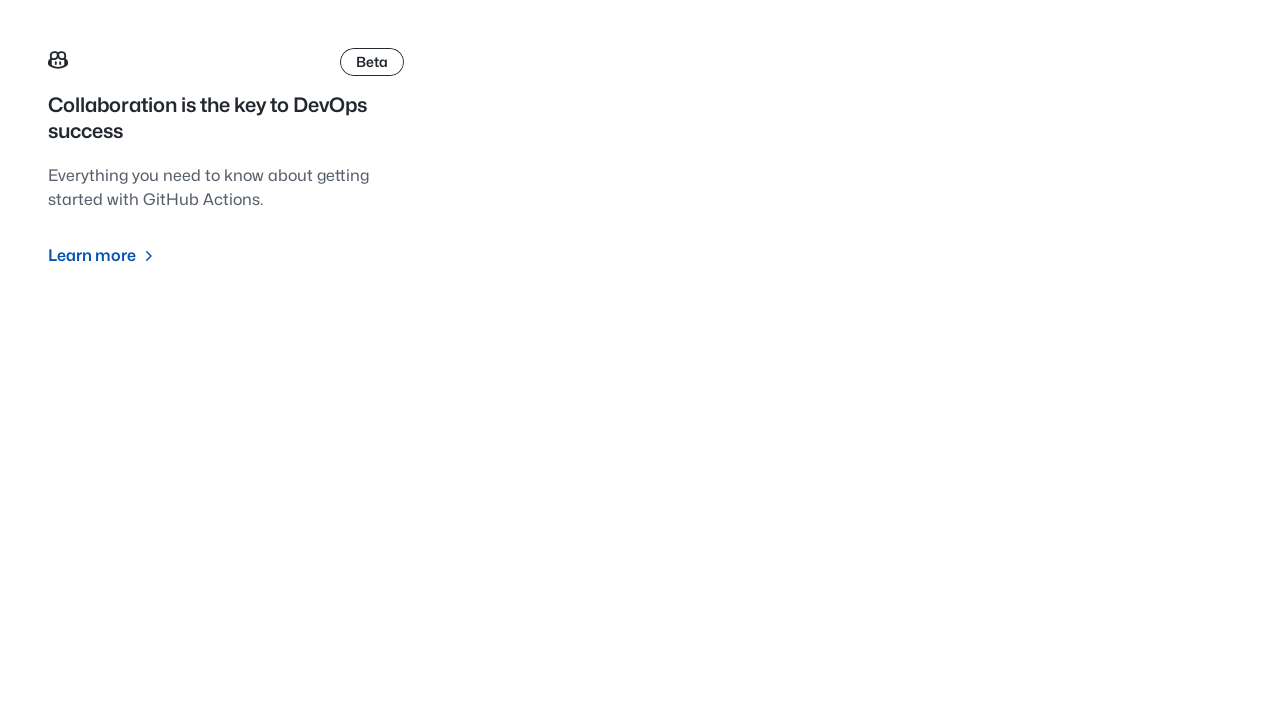 Beta
Collaboration is the key to DevOps
success
Everything you need to know about getting
started with GitHub Actions.
Learn more